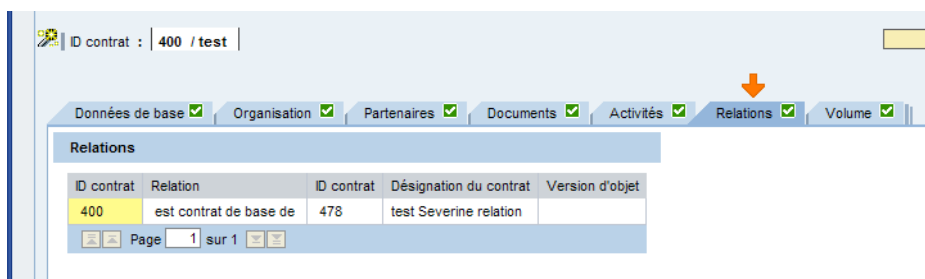 ID contrat : 400 / test
Données de base Organisation Partenaires Documents Activités Relations Volume
Relations
ID contrat Relation ID contrat Désignation du contrat Version d'objet
400 est contrat de base de 478 test Severine relation
Page 1 sur 1